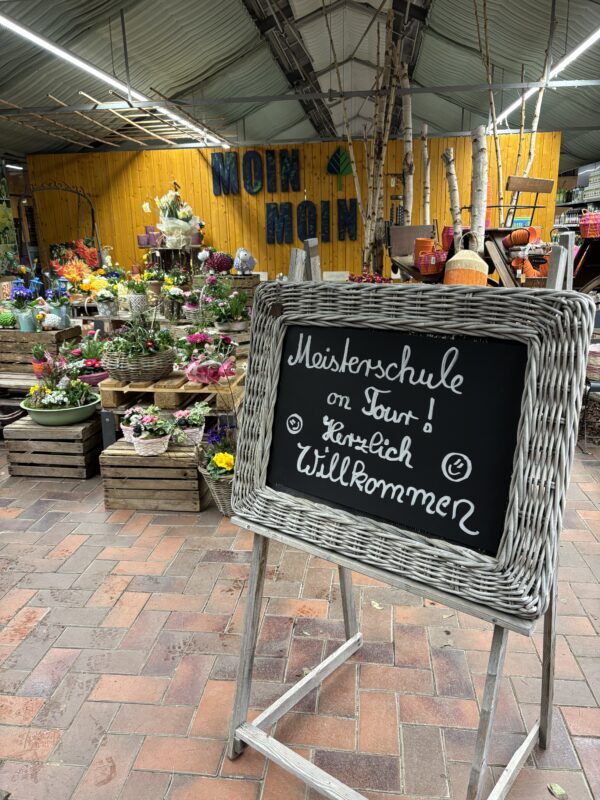 MOIN
MOIN
Meisterschule
on Tour!
Herzlich
Willkommen